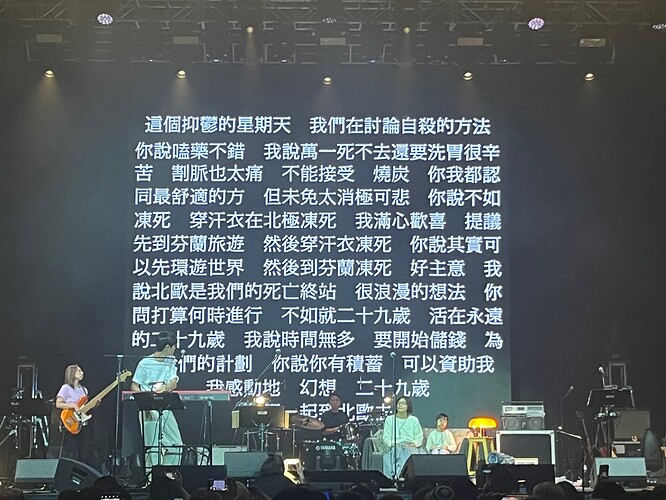 這個抑鬱的星期天　我們在討論自殺的方法
你說嗑藥不錯　我說萬一死不去還要洗胃很辛
苦　割脈也太痛　不能接受　燒炭　你我都認
同最舒適的方　但未免太消極可悲　你說不如
凍死　穿汗衣在北極凍死　我滿心歡喜　提議
先到芬蘭旅遊　然後穿汗衣凍死　你說其實可
以先環遊世界　然後到芬蘭凍死　好主意　我
說北歐是我們的死亡終站　很浪漫的想法　你
問打算何時進行　不如就二十九歲　活在永遠
的二十九歲　我說時間無多　要開始儲錢　為
們的計劃　你說你有積蓄　可以資助我
我感動地　幻想　二十九歲
一起到北歐
YAMAHA